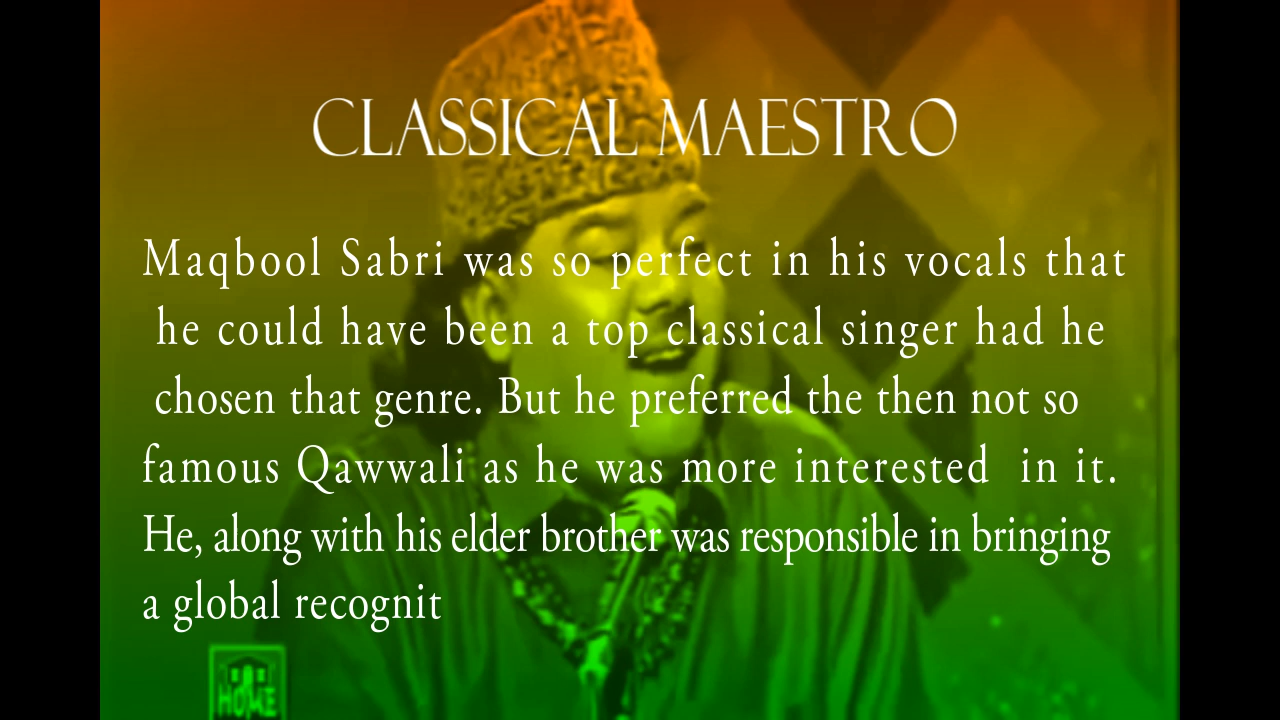 CLASSICAL MAESTRO
Maqbool Sabri was so perfect in his vocals that
he could have been a top classical singer had he
chosen that genre. But he preferred the then not so
famous Qawwali as he was more interested in it.
He, along with his elder brother was responsible in bringing
a global recognit
HOME